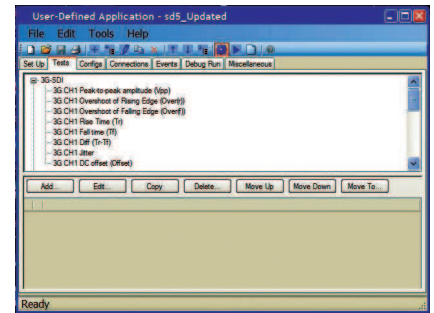 User-Defined Application - sd5_Updated
File Edit Tools Help
Set Up Tests Configs Connections Events Debug Run Miscellaneous
3G-SDI
3G CH1 Peak-to-peak amplitude (Vpp)
3G CH1 Overshoot of Rising Edge (Over(r))
3G CH1 Overshoot of Falling Edge (Over(f))
3G CH1 Rise Time (Tr)
3G CH1 Fall time (Tf)
3G CH1 Diff (Tr-Tf)
3G CH1 Jitter
3G CH1 DC offset (Offset)
Add... Edit... Copy Delete... Move Up Move Down Move To...
Ready